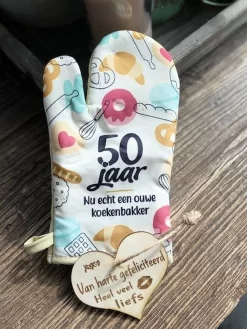 50
jaar
Nu echt een ouwe
koekenbakker
Van harte gefeliciteerd
Heel veel
liefs